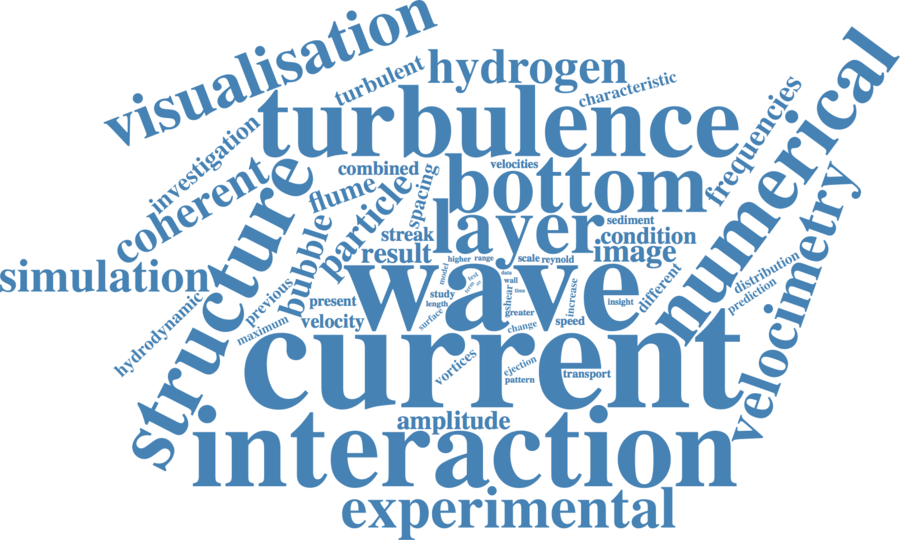 visualisation
turbulent
hydrogen
characteristic
turbulence
numerical
investigation
combined
velocities
frequencies
coherent
flume
spacing
bottom
structure
particle
layer
sediment
velocimetry
streak
condition
simulation
bubble
result
image
higher
range
scale
reynold
wave
different
distribution
hydrodynamic
previous
present
model
study
length
term
test
data
wall
time
shear
greater
increase
insight
prediction
maximum
velocity
surface
change
speed
current
vortices
ejection
pattern
transport
amplitude
interaction
experimental